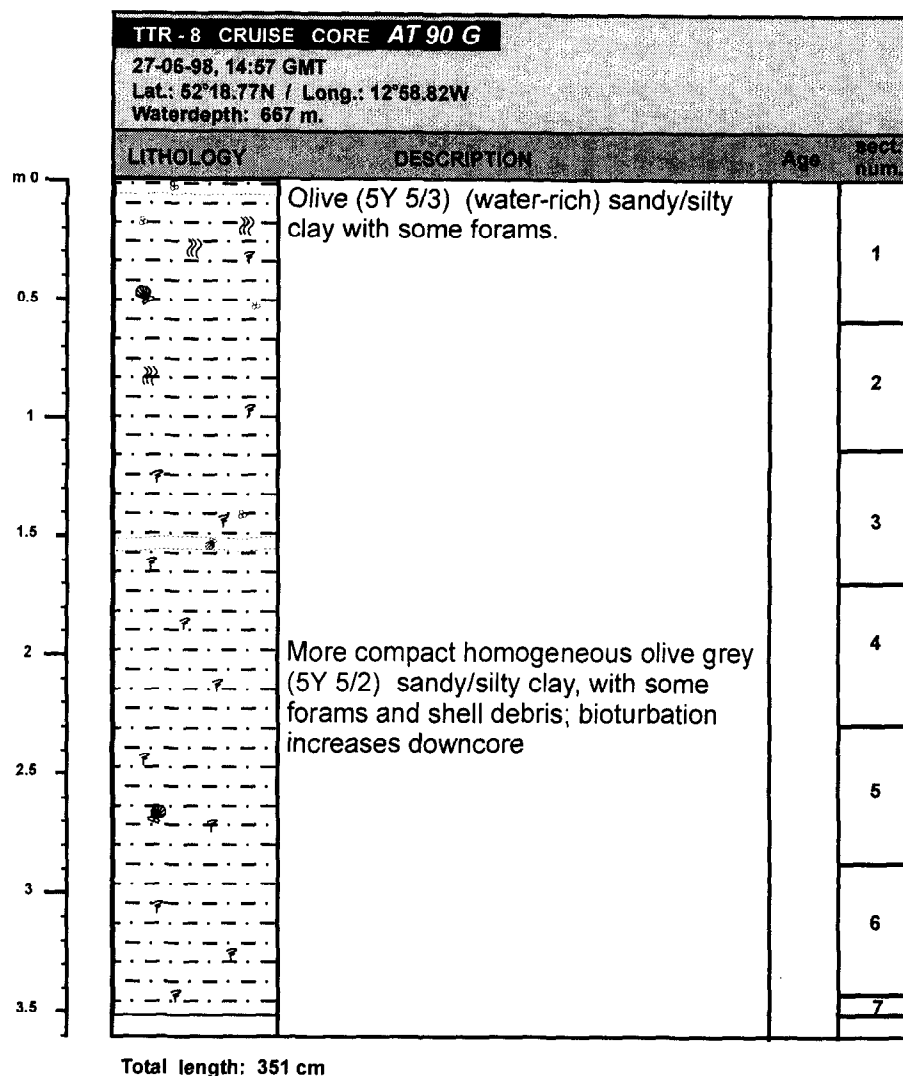 TTR - 8 CRUISE CORE AT 90 G
27-06-98, 14:57 GMT
Lat.: 52°18.77N / Long.: 12°58.82W
Waterdepth: 667 m.
LITHOLOGY DESCRIPTION Age sect. num.
m 0
0.5
1
1.5
2
2.5
3
3.5
Olive (5Y 5/3) (water-rich) sandy/silty
clay with some forams.
More compact homogeneous olive grey
(5Y 5/2) sandy/silty clay, with some
forams and shell debris; bioturbation
increases downcore
1
2
3
4
5
6
7
Total length: 351 cm